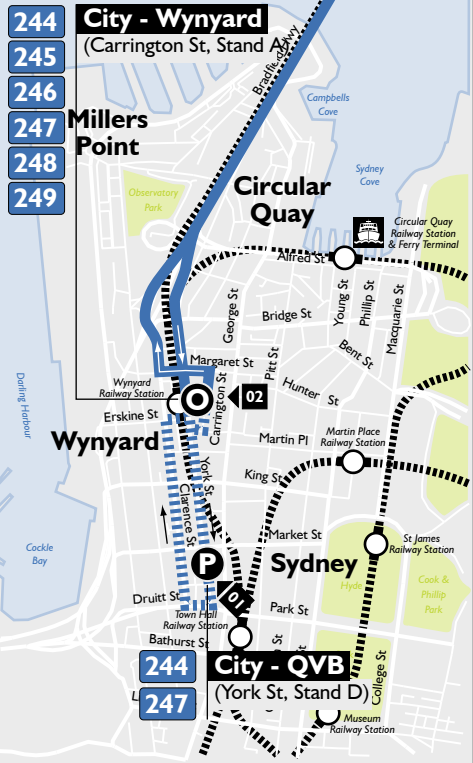 244
245
246
247
248
249
City - Wynyard
(Carrington St, Stand A)
Bradfield Hwy
Campbells
Cove
Millers
Point
Sydney
Cove
Observatory
Park
Circular
Quay
Circular Quay
Railway Station
& Ferry Terminal
Alfred St
George St
Bridge St
Young St
Phillip St
Macquarie St
Pitt St
Bent St
Margaret St
Wynyard
Railway Station
Hunter St
Darling Harbour
O
02
Carrington St
Erskine St
Wynyard
Martin Pl
Martin Place
Railway Station
York St
King St
Clarence St
Market St
St James
Railway Station
Cockle
Bay
P
Sydney
Hyde
Cook &
Phillip
Park
01
Druitt St
Park St
Town Hall
Railway Station
Bathurst St
St
244
247
City - QVB
(York St, Stand D)
College St
Museum
Railway Station